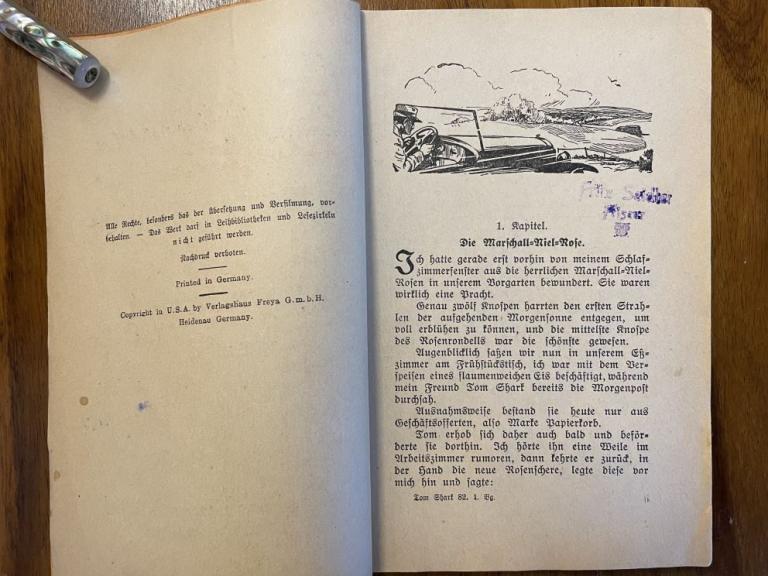 Alle Rechte, besonders das der Übersetzung und Verfilmung, vor-
behalten. — Das Werk darf in Leihbibliotheken und Lesezirkeln
nicht geführt werden.
Nachdruck verboten.
Printed in Germany.
Copyright in U.S.A. by Verlagshaus Freya G.m.b.H.
Heidenau Germany.
1. Kapitel.
Die Marschall-Niel-Rose.
Ich hatte gerade erst vorhin von meinem Schlaf-
zimmerfenster aus die herrlichen Marschall-Niel-
Rosen in unserem Vorgarten bewundert. Sie waren
wirklich eine Pracht.
Genau zwölf Knospen harrten den ersten Strah-
len der aufgehenden Morgensonne entgegen, um
voll erblühen zu können, und die mittelste Knospe
des Rosenrondells war die schönste gewesen.
Augenblicklich saßen wir nun in unserem Eß-
zimmer am Frühstückstisch, ich war mit dem Ver-
speisen eines flaumenweichen Eis beschäftigt, während
mein Freund Tom Shark bereits die Morgenpost
durchsah.
Ausnahmsweise bestand sie heute nur aus
Geschäftsofferten, also Marke Papierkorb.
Tom erhob sich daher auch bald und beför-
derte sie dorthin. Ich hörte ihn eine Weile im
Arbeitszimmer rumoren, dann kehrte er zurück, in
der Hand die neue Rosenschere, legte diese vor
mich hin und sagte:
Tom Shark 82. 1. Bg.